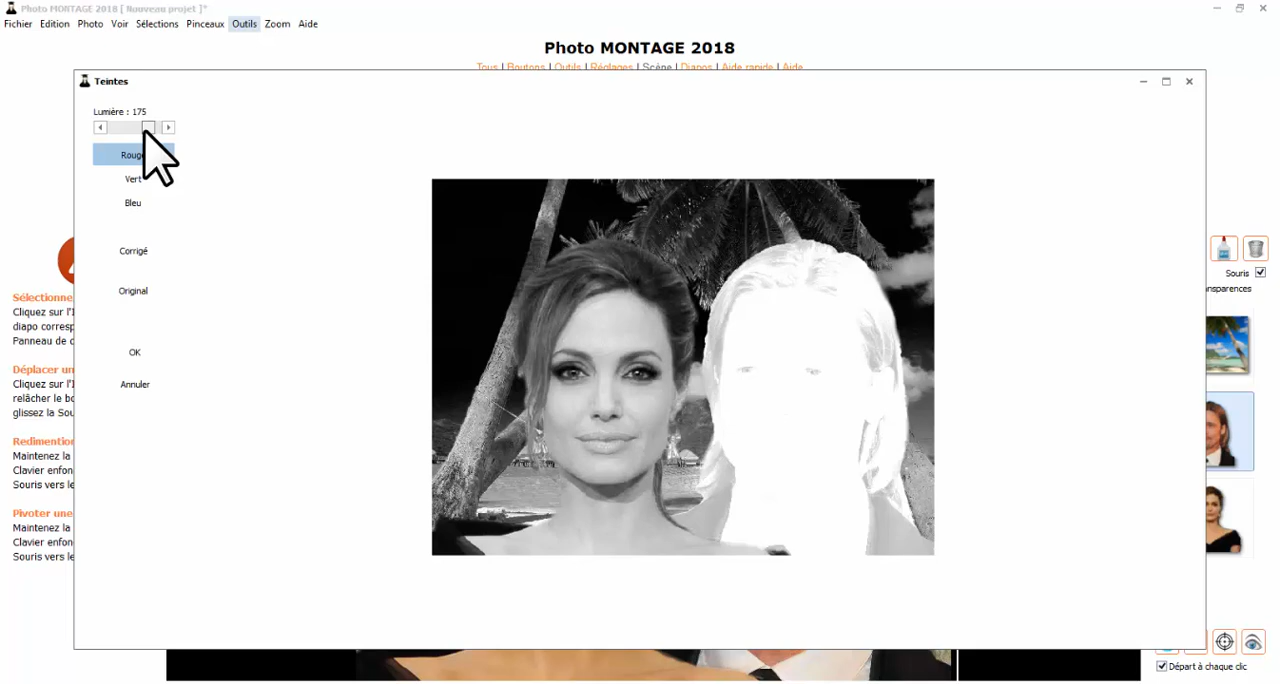 Photo MONTAGE 2018 [ Nouveau projet ]*
Fichier Edition Photo Voir Sélections Pinceaux Outils Zoom Aide
Photo MONTAGE 2018
Tous | Boutons | Outils | Réglages | Scène | Diapos | Aide rapide | Aide
Teintes
Lumière : 175
Rouge
Vert
Bleu
Corrigé
Original
OK
Annuler
Sélectionne
Cliquez sur l'
diapo corresp
Panneau de c
Déplacer un
Cliquez sur l'
relâcher le bo
glissez la Sou
Redimention
Maintenez la
Clavier enfon
Souris vers le
Pivoter une
Maintenez la
Clavier enfon
Souris vers le
Souris
nsparences
Départ à chaque clic